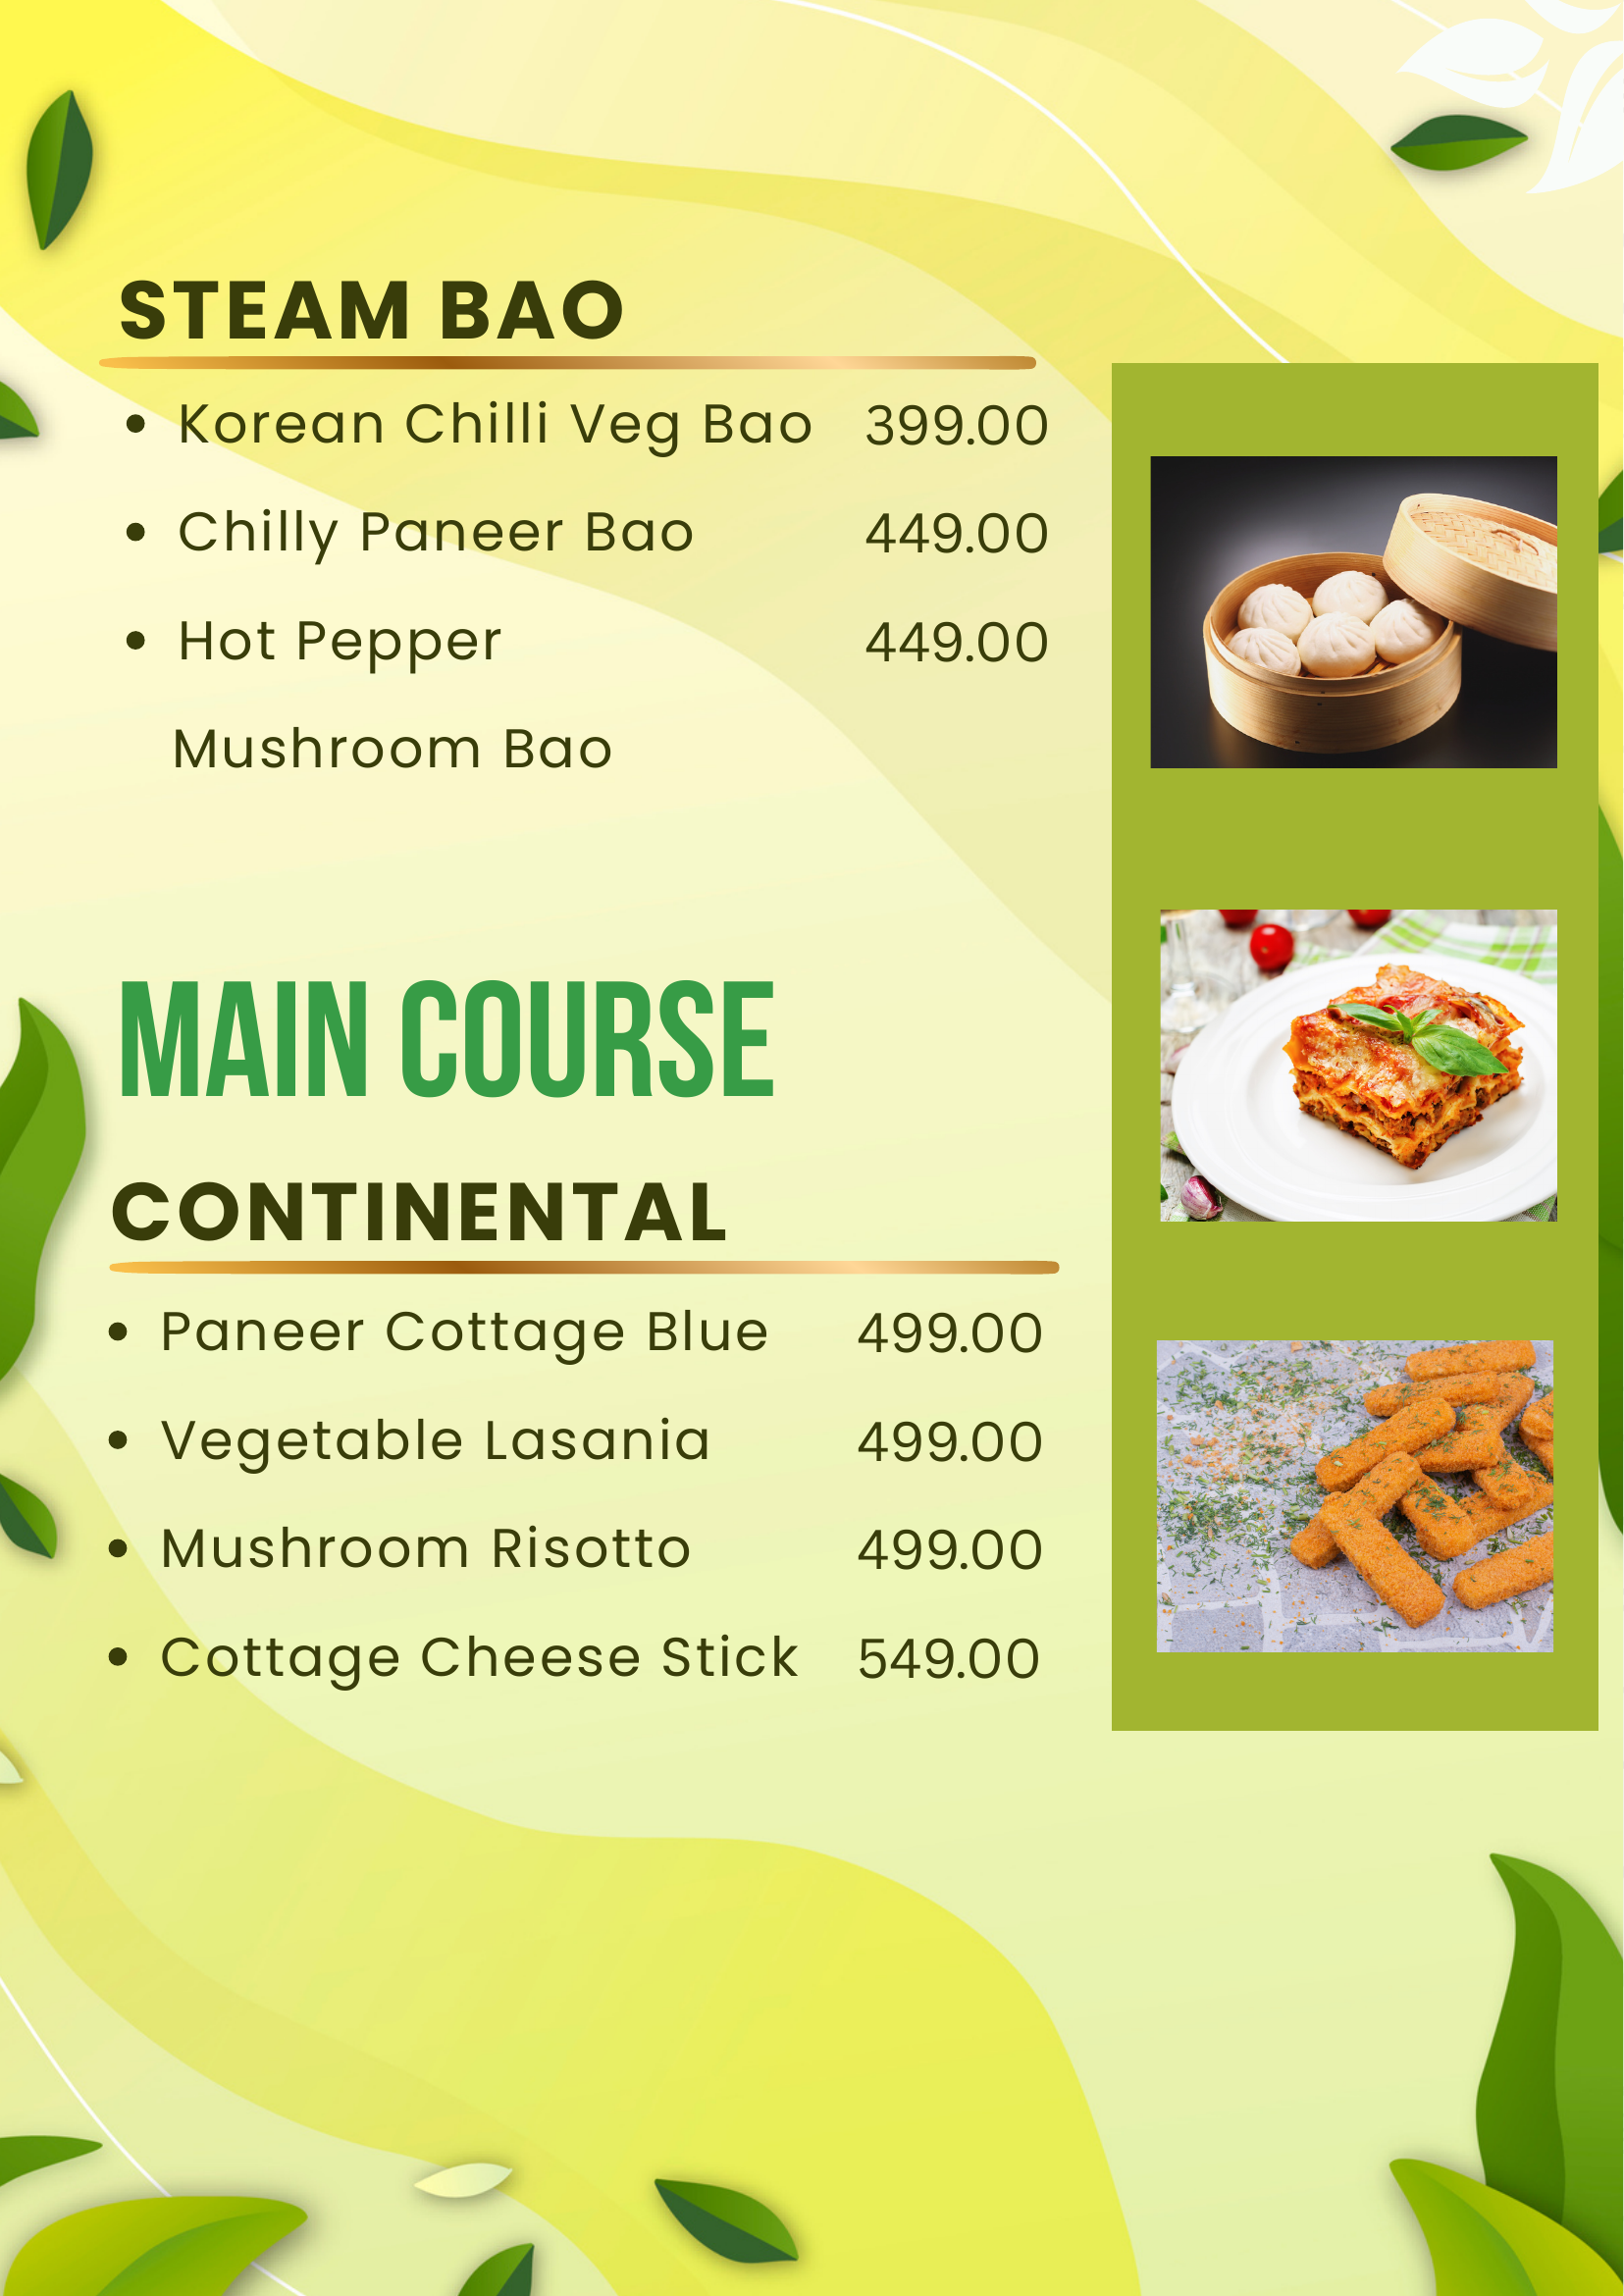 STEAM BAO
Korean Chilli Veg Bao 399.00
Chilly Paneer Bao 449.00
Hot Pepper 449.00
Mushroom Bao
MAIN COURSE
CONTINENTAL
Paneer Cottage Blue 499.00
Vegetable Lasania 499.00
Mushroom Risotto 499.00
Cottage Cheese Stick 549.00